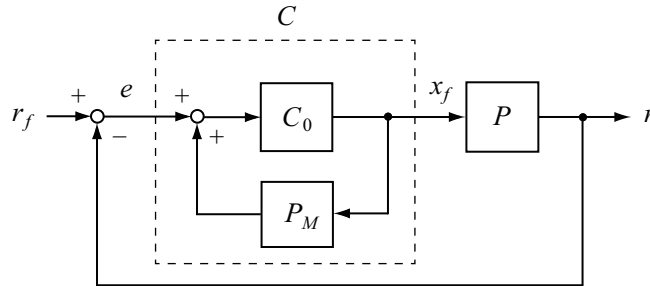 C
+ e +
r_f C_0 x_f P
− +
P_M